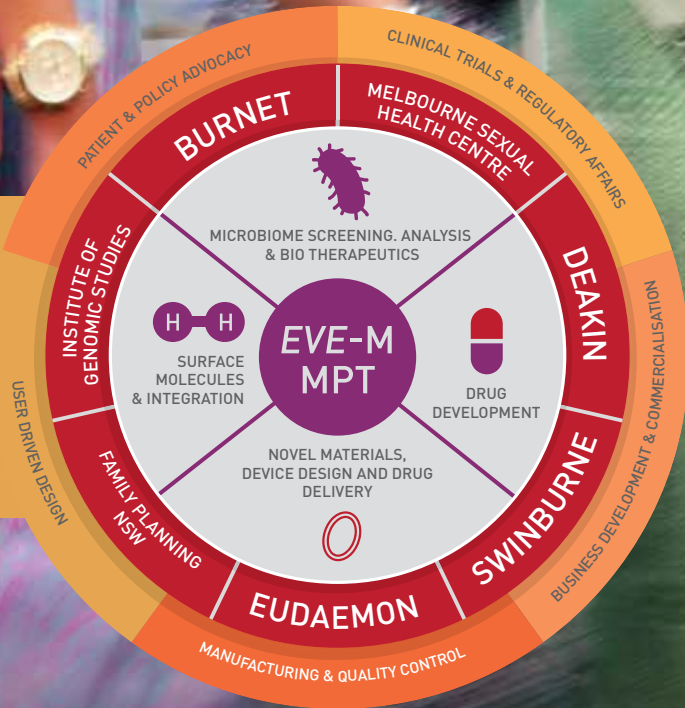 PATIENT & POLICY ADVOCACY
CLINICAL TRIALS & REGULATORY AFFAIRS
BURNET
MELBOURNE SEXUAL
HEALTH CENTRE
INSTITUTE OF
GENOMIC STUDIES
DEAKIN
MICROBIOME SCREENING. ANALYSIS
& BIO THERAPEUTICS
H H
SURFACE
MOLECULES
& INTEGRATION
EVE-M
MPT
DRUG
DEVELOPMENT
NOVEL MATERIALS,
DEVICE DESIGN AND DRUG
DELIVERY
USER DRIVEN DESIGN
FAMILY PLANNING
NSW
EUDAEMON
SWINBURNE
BUSINESS DEVELOPMENT & COMMERCIALISATION
MANUFACTURING & QUALITY CONTROL